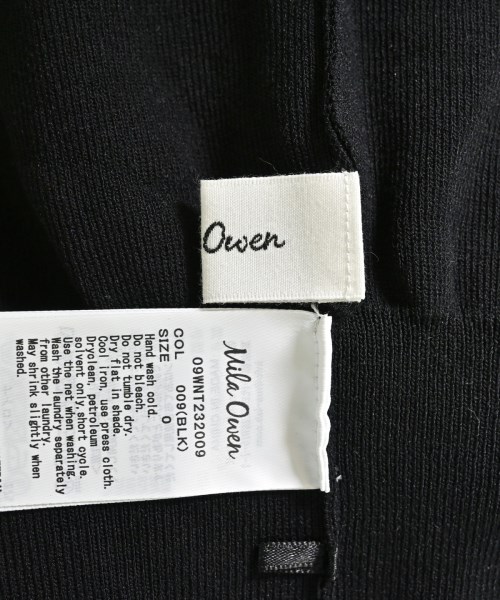 Owen
Mila Owen
09WNT232009
COL 009(BLK)
SIZE 0
Hand wash cold.
Do not bleach.
Do not tumble dry.
Dry flat in shade.
Cool iron, use press cloth.
Dryclean, petroleum
solvent only,short cycle.
Use the net when washing.
Wash the laundry separately
from other laundry.
May shrink slightly when
washed.